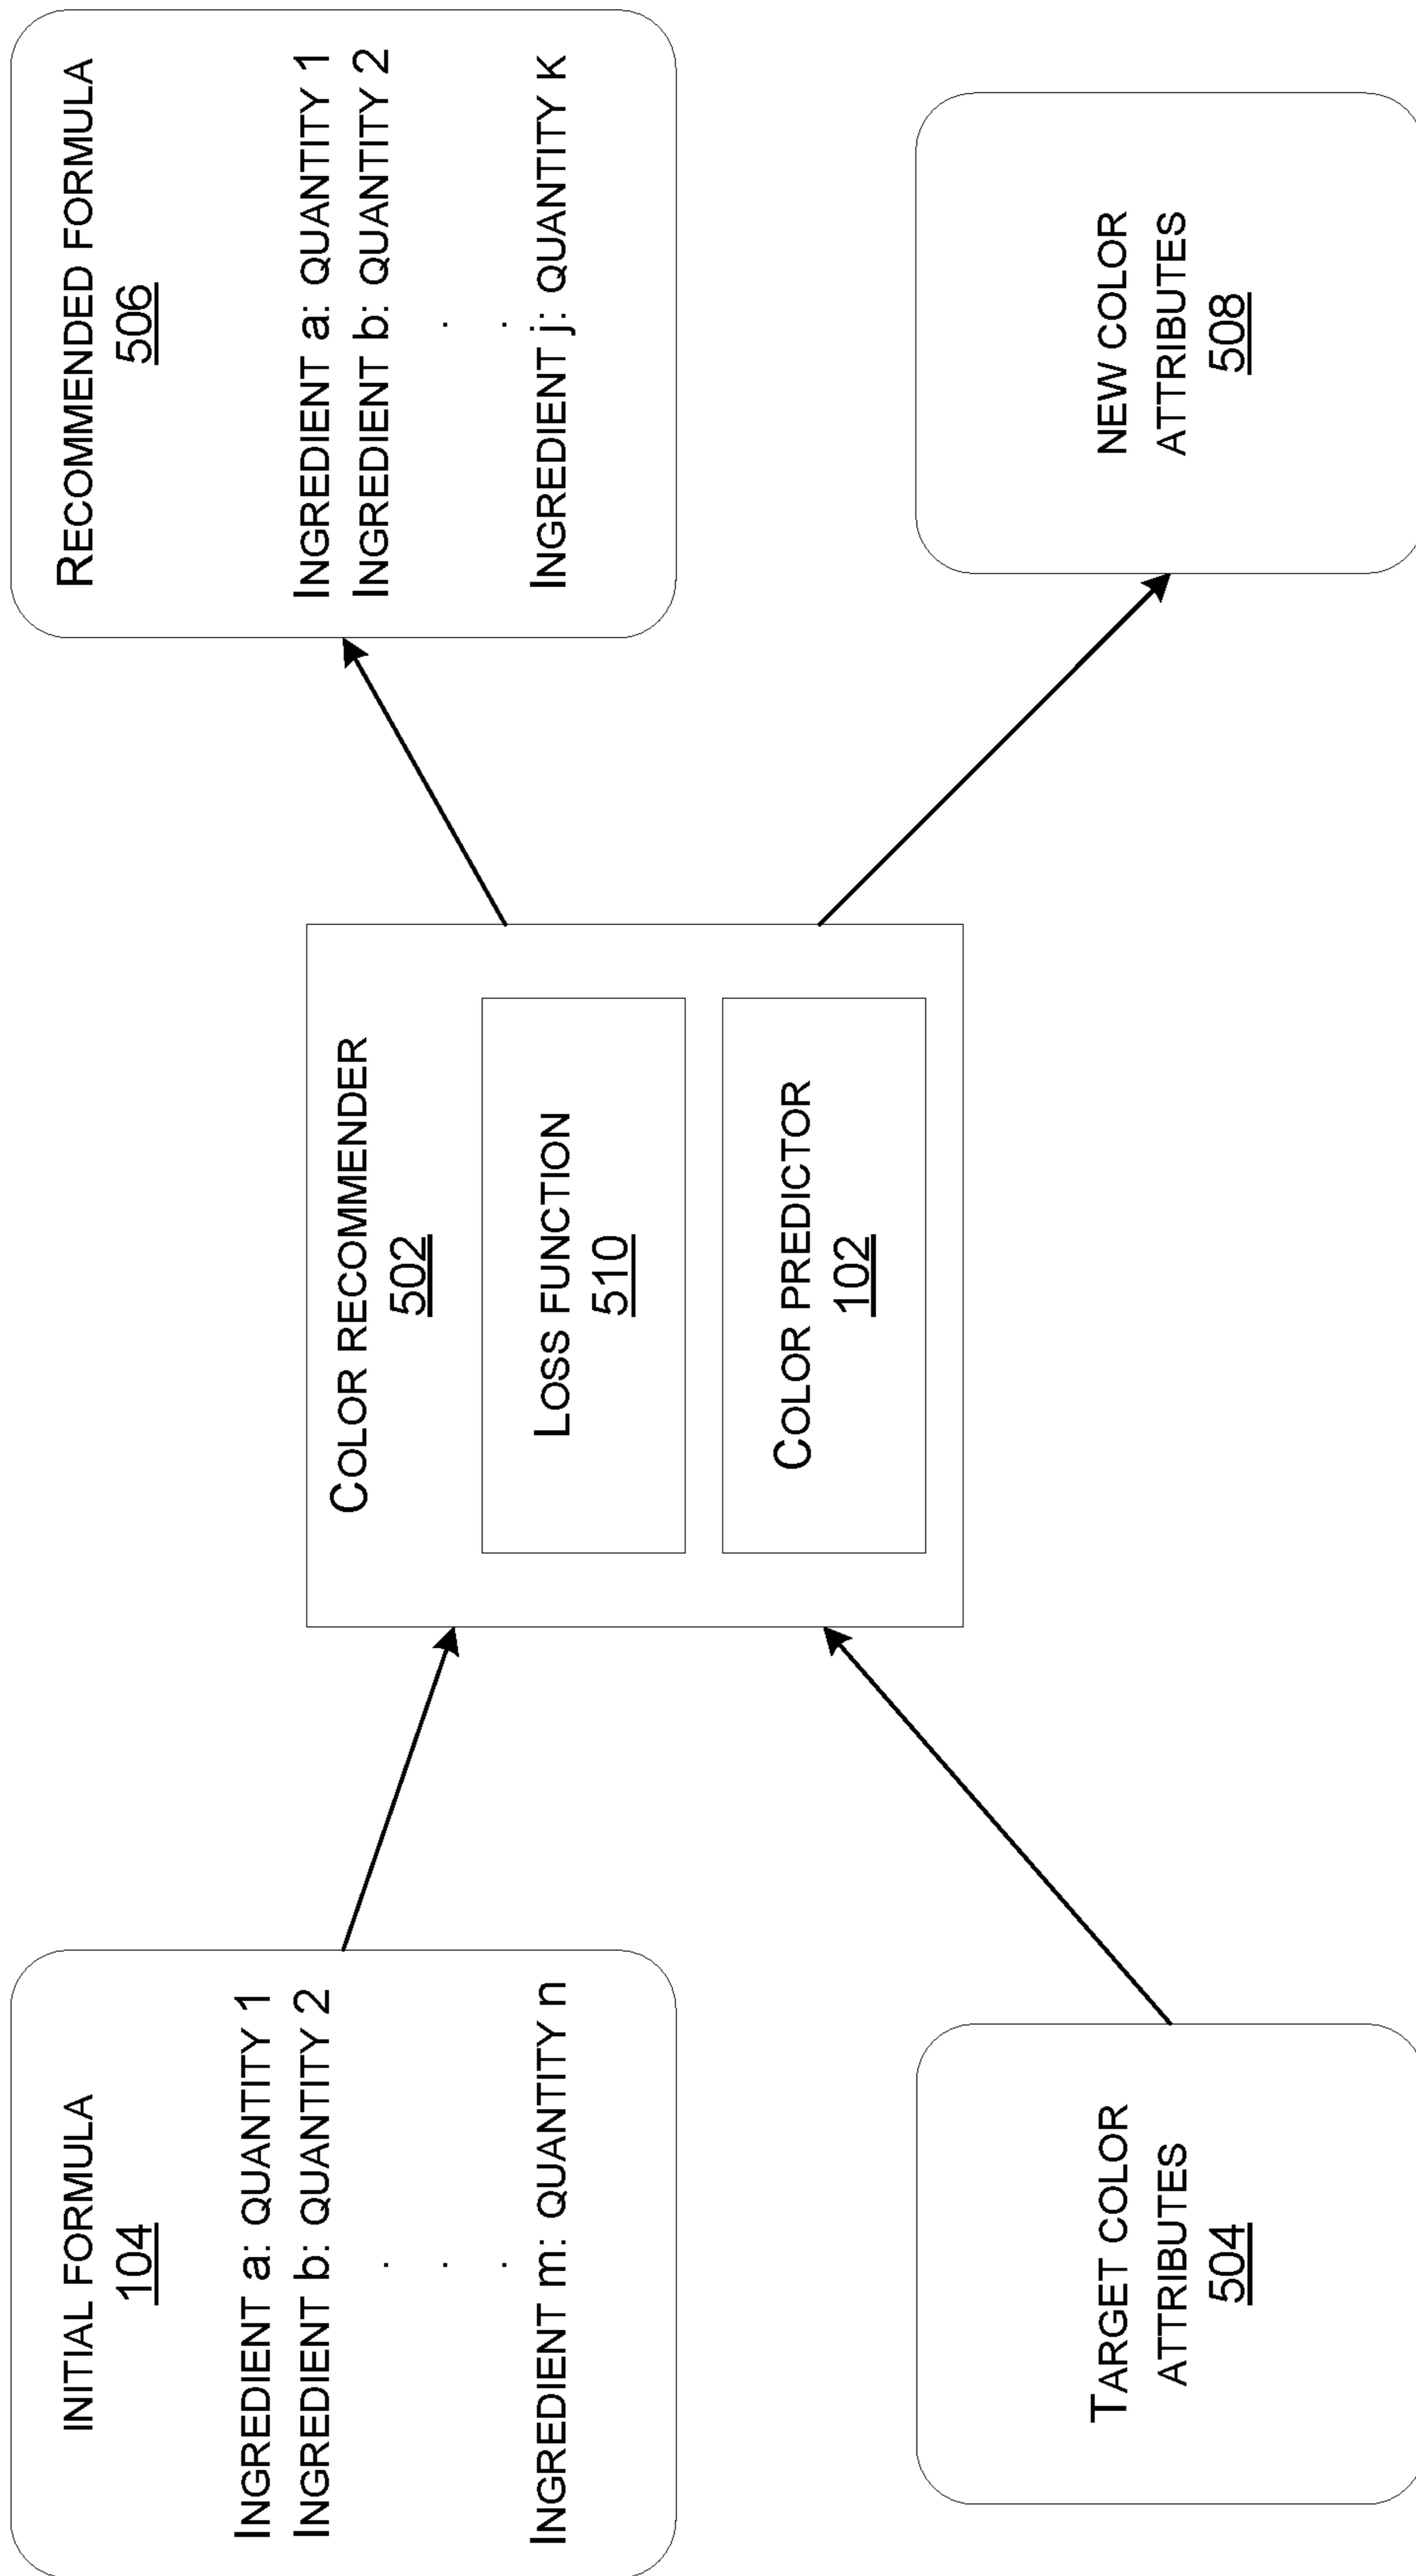 INITIAL FORMULA
104
INGREDIENT a: QUANTITY 1
INGREDIENT b: QUANTITY 2
.
.
.
INGREDIENT m: QUANTITY n
TARGET COLOR
ATTRIBUTES
504
COLOR RECOMMENDER
502
LOSS FUNCTION
510
COLOR PREDICTOR
102
RECOMMENDED FORMULA
506
INGREDIENT a: QUANTITY 1
INGREDIENT b: QUANTITY 2
.
.
INGREDIENT j: QUANTITY K
NEW COLOR
ATTRIBUTES
508